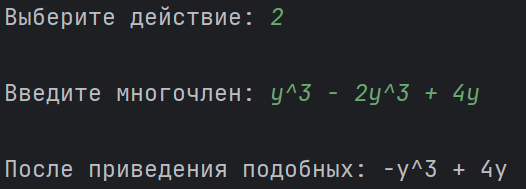 Выберите действие: 2
Введите многочлен: y^3 - 2y^3 + 4y
После приведения подобных: -y^3 + 4y